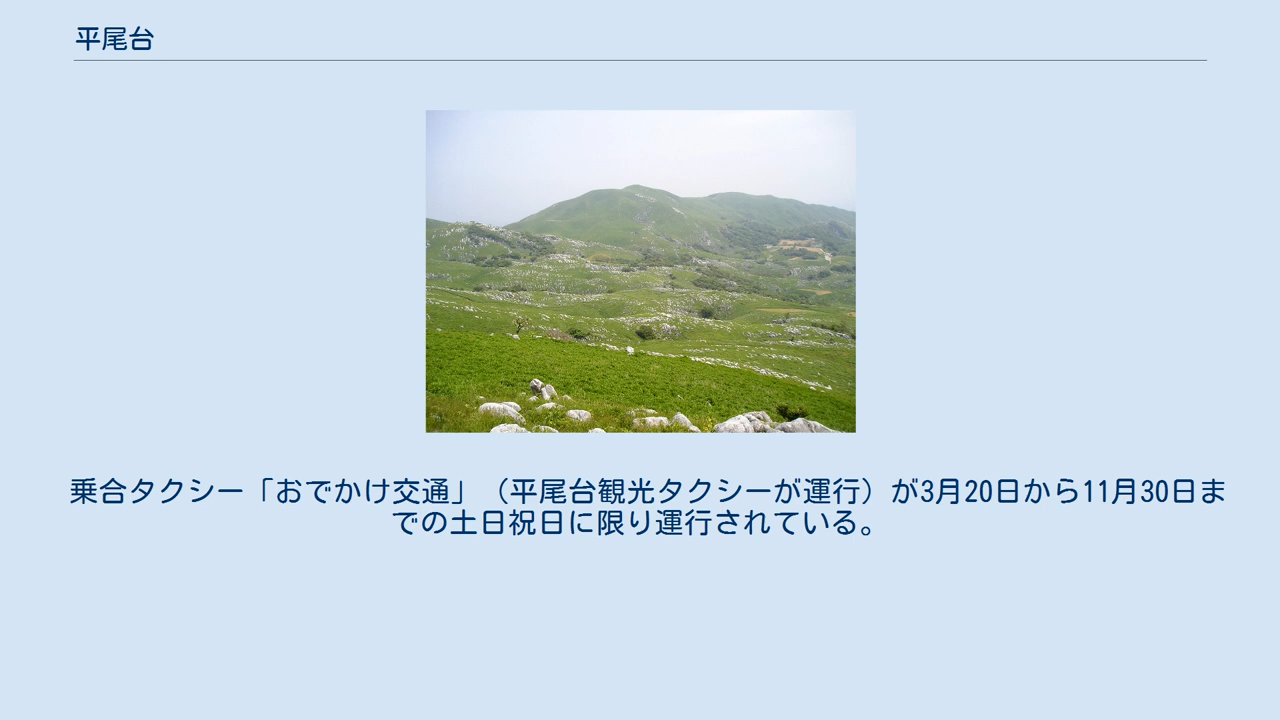 平尾台
乗合タクシー「おでかけ交通」（平尾台観光タクシーが運行）が3月20日から11月30日ま
での土日祝日に限り運行されている。